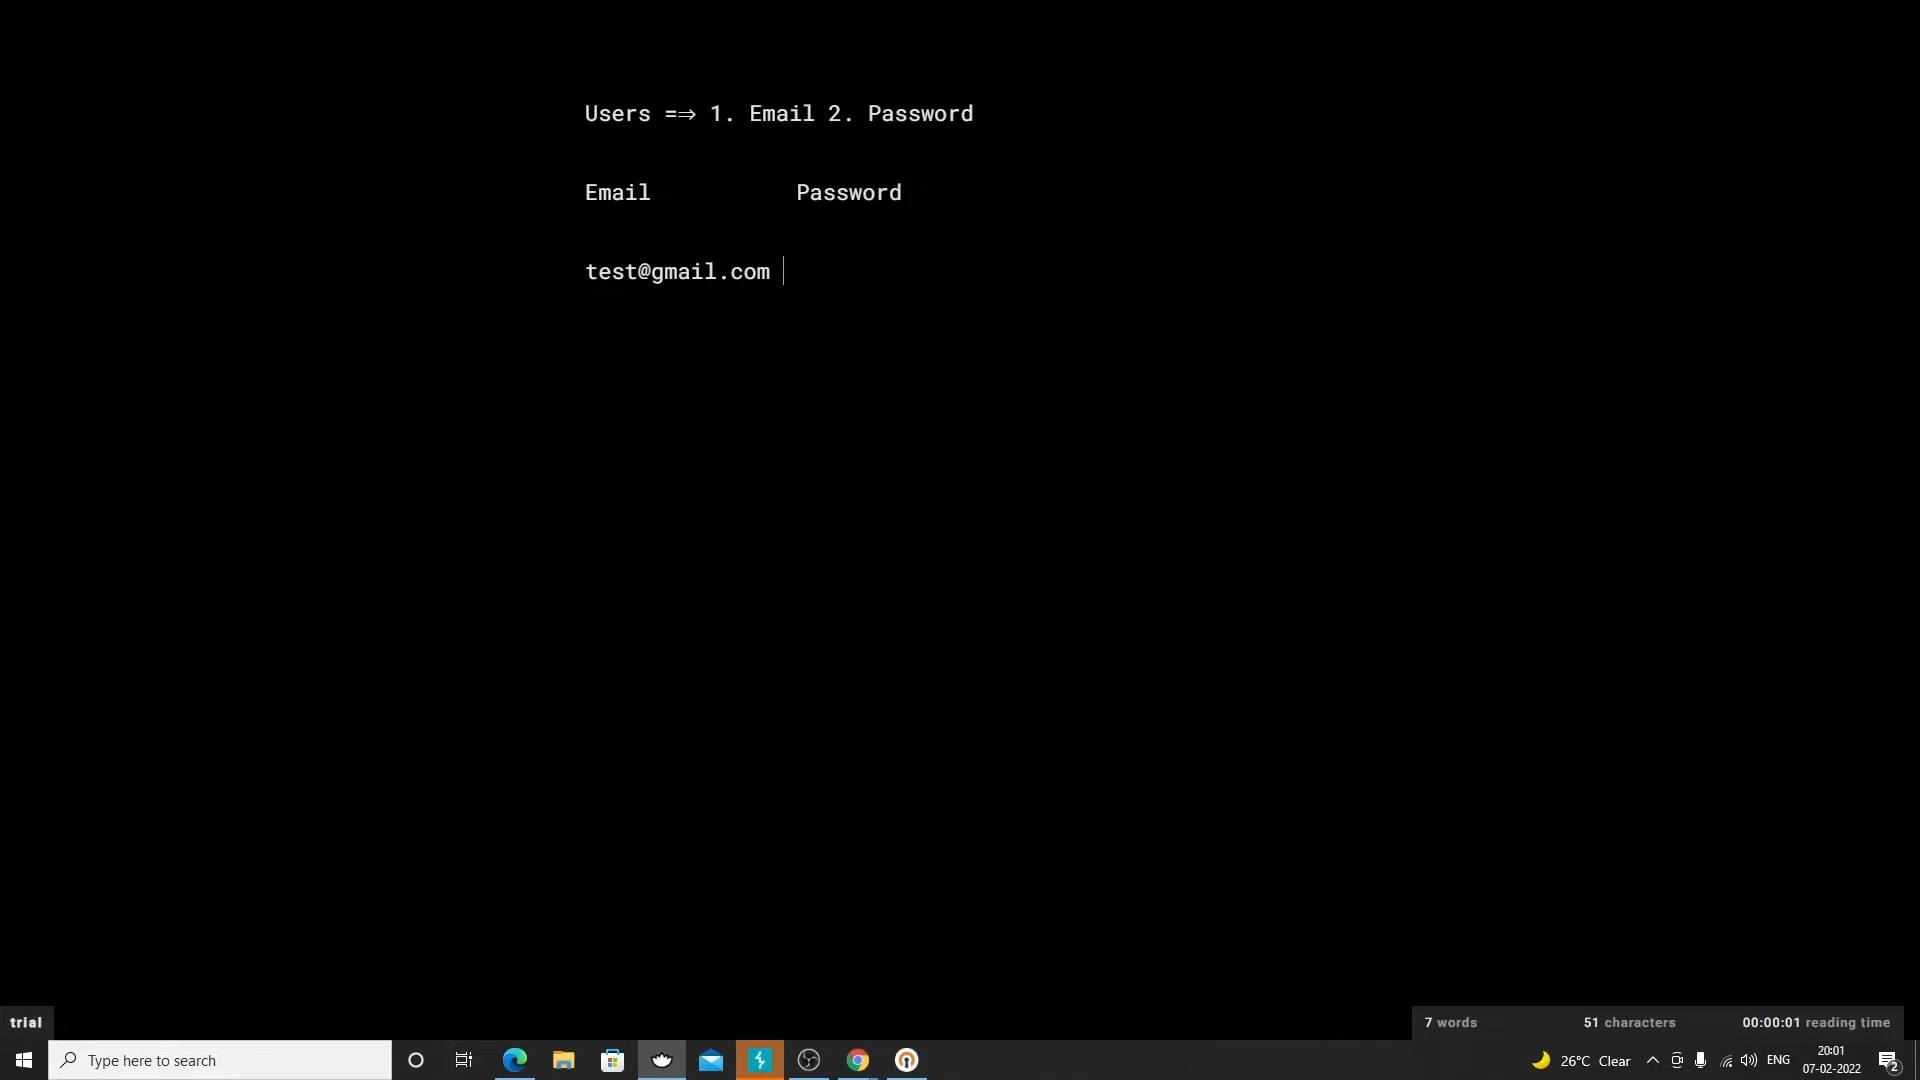 Users ==> 1. Email 2. Password
Email Password
test@gmail.com
trial
7 words 51 characters 00:00:01 reading time
Type here to search
26°C Clear
ENG
20:01
07-02-2022
2